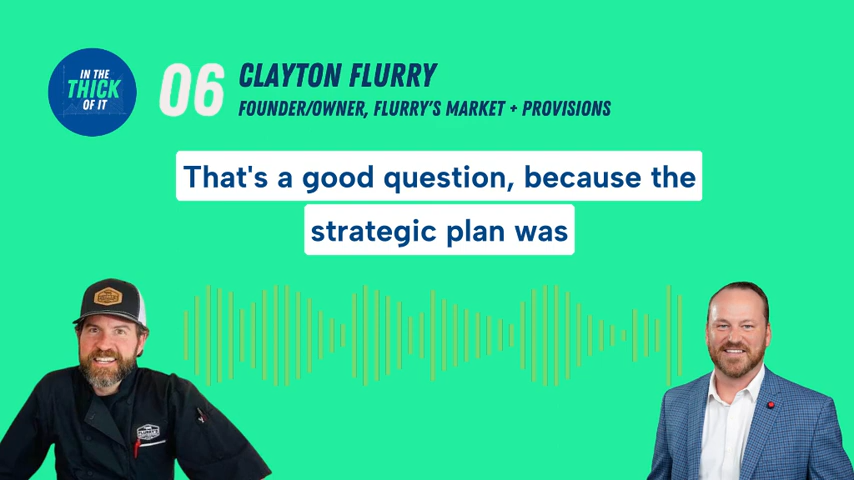 IN THE
THICK
OF IT
06
CLAYTON FLURRY
FOUNDER/OWNER, FLURRY'S MARKET + PROVISIONS
That's a good question, because the
strategic plan was